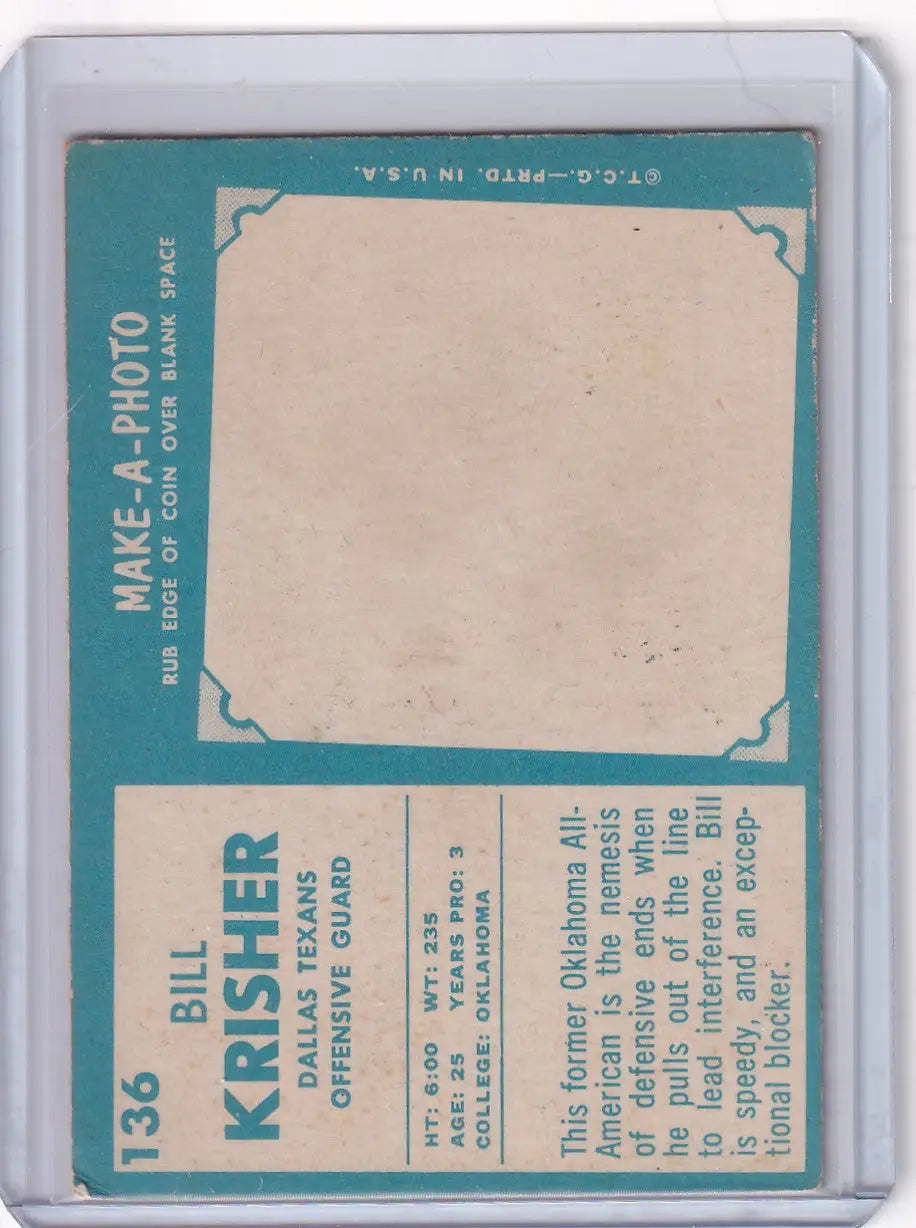 136
BILL
KRISHER
DALLAS TEXANS
OFFENSIVE GUARD
HT: 6:00 WT: 235
AGE: 25 YEARS PRO: 3
COLLEGE: OKLAHOMA
This former Oklahoma All-
American is the nemesis
of defensive ends when
he pulls out of the line
to lead interference. Bill
is speedy, and an excep-
tional blocker.
MAKE-A-PHOTO
RUB EDGE OF COIN OVER BLANK SPACE
©T.C.G.—PRTD. IN U.S.A.